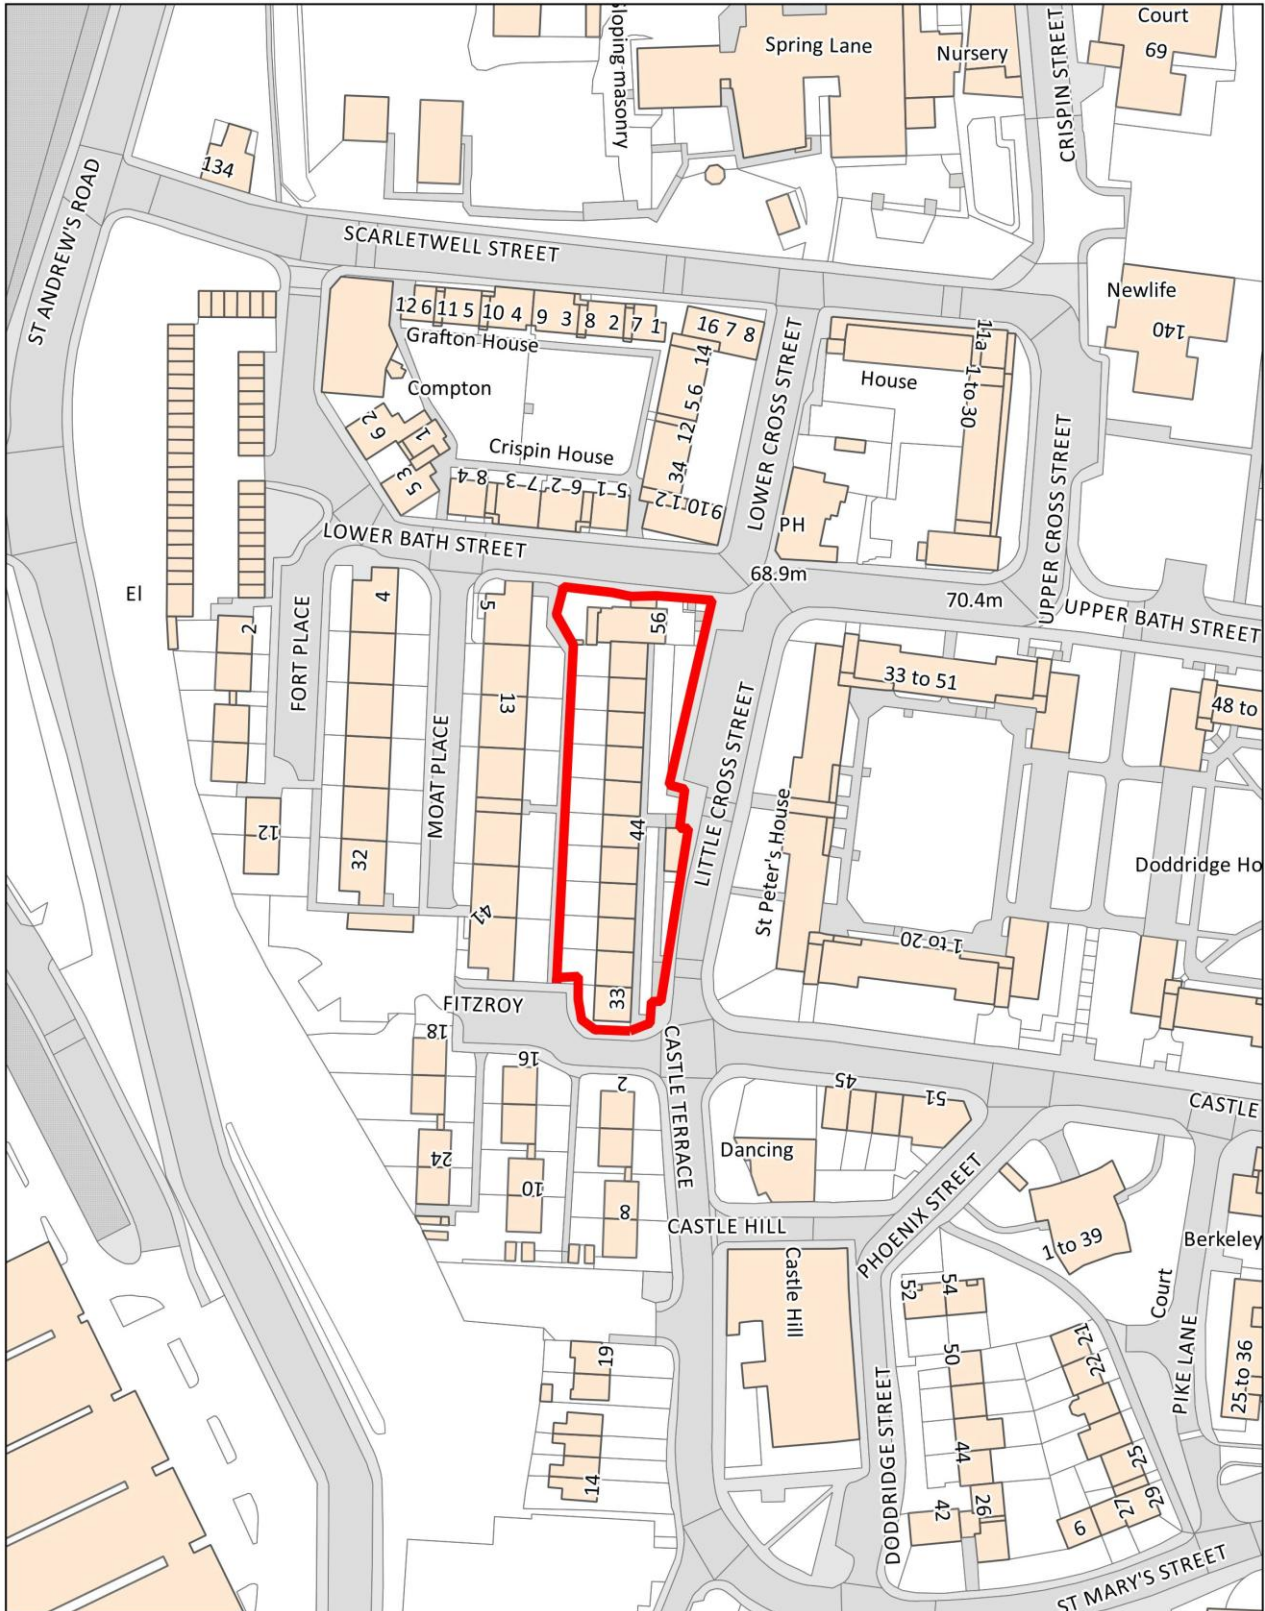 Court
69
Spring Lane
Nursery
CRISPIN STREET
loping masonry
134
ST ANDREW'S ROAD
SCARLETWELL STREET
Newlife
140
12 6 11 5 10 4 9 3 8 2 7 1
Grafton House
16 7 8
14
5 6
12
34
910 1 2
Compton
House
11a
1 to 30
LOWER CROSS STREET
UPPER CROSS STREET
6 2
1
5 3
Crispin House
4 8 3 7 2 6 1 5
PH
LOWER BATH STREET
68.9m
70.4m
UPPER BATH STREET
El
2
FORT PLACE
4
5
56
13
33 to 51
48 to
MOAT PLACE
LITTLE CROSS STREET
St Peter's House
12
32
44
41
Doddridge Ho
1 to 20
33
FITZROY
18
16
2
CASTLE TERRACE
45
51
CASTLE
24
10
8
Dancing
CASTLE HILL
PHOENIX STREET
1 to 39
Berkeley
Castle Hill
52
54
Court
PIKE LANE
50
21
22
25 to 36
19
14
DODDRIDGE STREET
44
42
26
25
27
29
6
ST MARY'S STREET